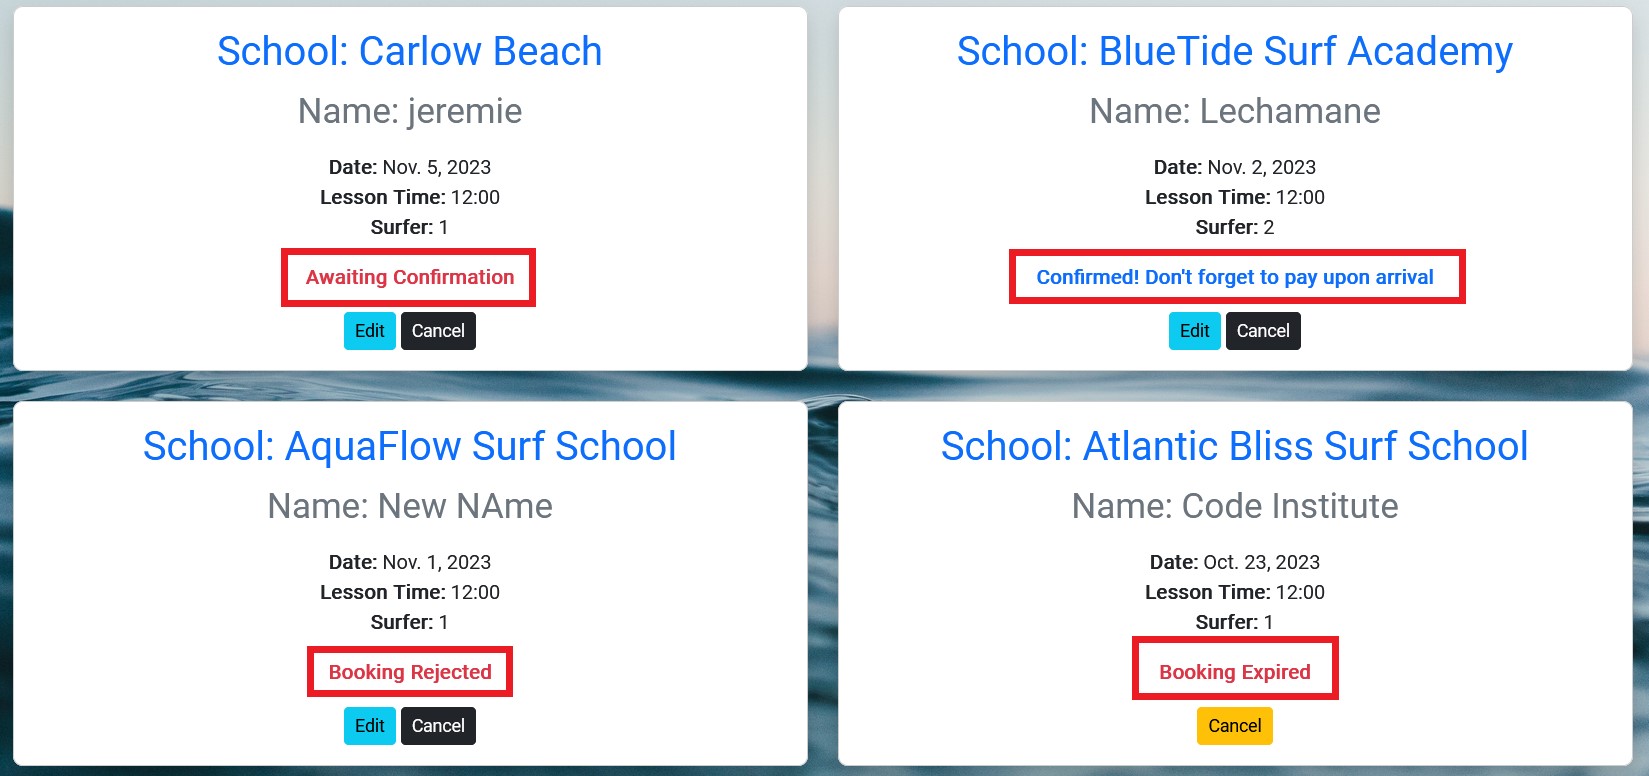 School: Carlow Beach
Name: jeremie
Date: Nov. 5, 2023
Lesson Time: 12:00
Surfer: 1
Awaiting Confirmation
Edit Cancel
School: BlueTide Surf Academy
Name: Lechamane
Date: Nov. 2, 2023
Lesson Time: 12:00
Surfer: 2
Confirmed! Don't forget to pay upon arrival
Edit Cancel
School: AquaFlow Surf School
Name: New NAme
Date: Nov. 1, 2023
Lesson Time: 12:00
Surfer: 1
Booking Rejected
Edit Cancel
School: Atlantic Bliss Surf School
Name: Code Institute
Date: Oct. 23, 2023
Lesson Time: 12:00
Surfer: 1
Booking Expired
Cancel